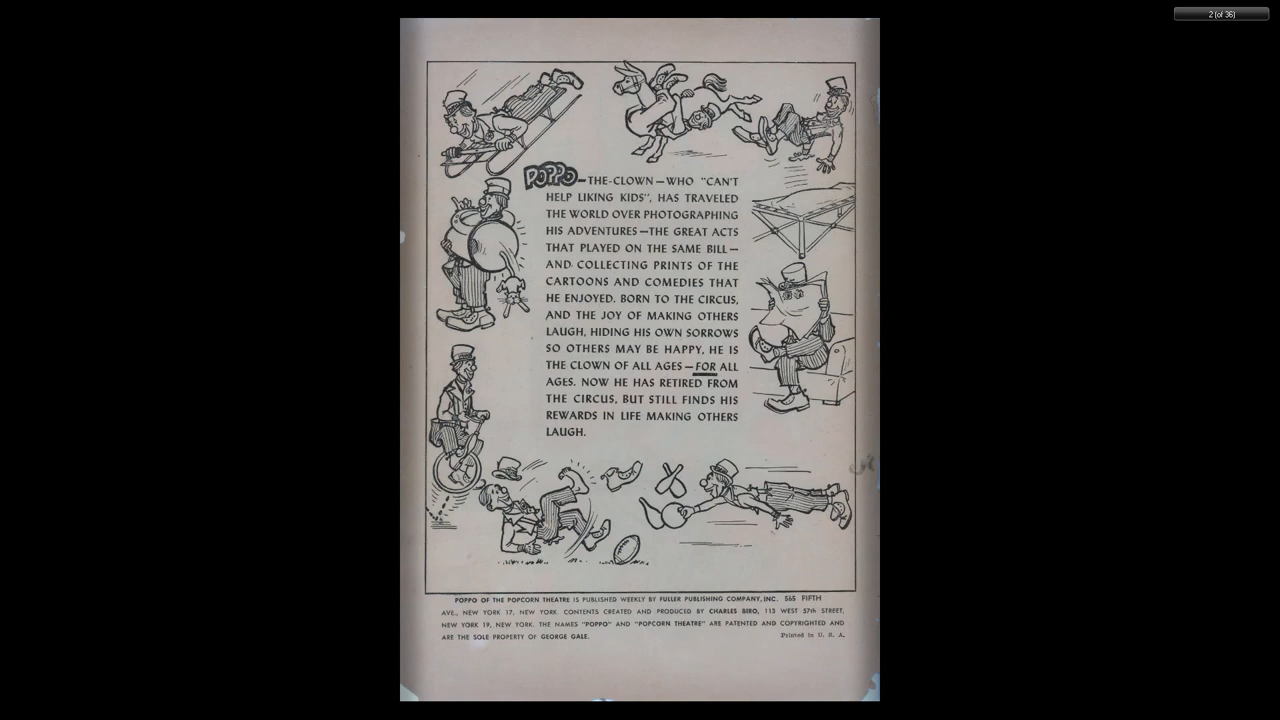 2 (of 36)
POPPO—THE-CLOWN—WHO "CAN'T
HELP LIKING KIDS", HAS TRAVELED
THE WORLD OVER PHOTOGRAPHING
HIS ADVENTURES—THE GREAT ACTS
THAT PLAYED ON THE SAME BILL—
AND COLLECTING PRINTS OF THE
CARTOONS AND COMEDIES THAT
HE ENJOYED. BORN TO THE CIRCUS,
AND THE JOY OF MAKING OTHERS
LAUGH, HIDING HIS OWN SORROWS
SO OTHERS MAY BE HAPPY, HE IS
THE CLOWN OF ALL AGES—FOR ALL
AGES. NOW HE HAS RETIRED FROM
THE CIRCUS, BUT STILL FINDS HIS
REWARDS IN LIFE MAKING OTHERS
LAUGH.
POPPO OF THE POPCORN THEATRE IS PUBLISHED WEEKLY BY FULLER PUBLISHING COMPANY, INC. 565 FIFTH
AVE., NEW YORK 17, NEW YORK. CONTENTS CREATED AND PRODUCED BY CHARLES BIRO, 113 WEST 57th STREET,
NEW YORK 19, NEW YORK. THE NAMES "POPPO" AND "POPCORN THEATRE" ARE PATENTED AND COPYRIGHTED AND
ARE THE SOLE PROPERTY OF GEORGE GALE.
Printed in U. S. A.